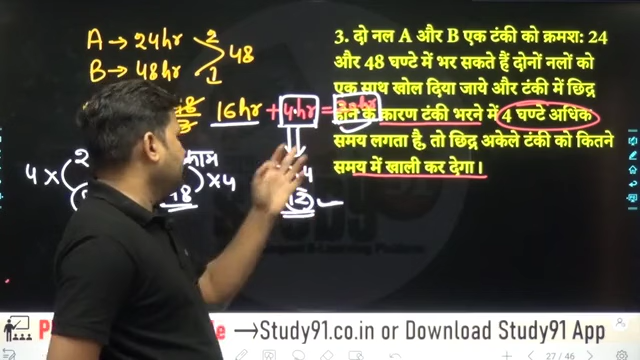 A → 24hr 2
48
B → 48hr 1
16hr + 4hr =
4 × ( 2 ) × 4
12
3. दो नल A और B एक टंकी को क्रमश: 24
और 48 घण्टे में भर सकते हैं दोनों नलों को
एक साथ खोल दिया जाये और टंकी में छिद्र
होने के कारण टंकी भरने में 4 घण्टे अधिक
समय लगता है, तो छिद्र अकेले टंकी को कितने
समय में खाली कर देगा।
→Study91.co.in or Download Study91 App
27 / 46